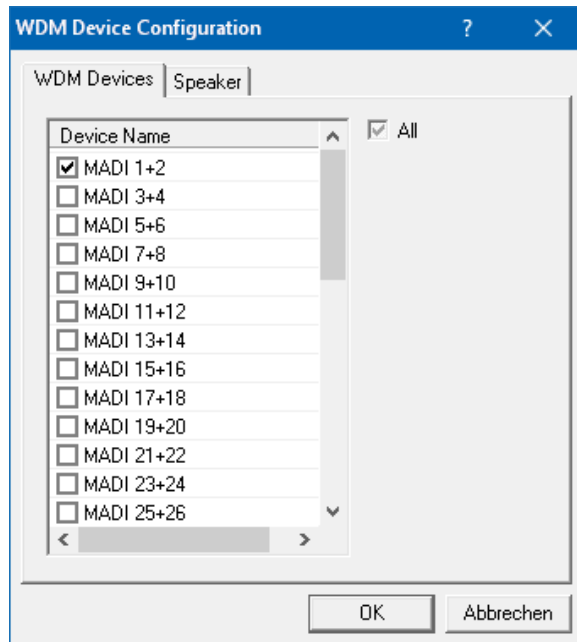 WDM Device Configuration
WDM Devices
Speaker
Device Name
All
MADI 1+2
MADI 3+4
MADI 5+6
MADI 7+8
MADI 9+10
MADI 11+12
MADI 13+14
MADI 15+16
MADI 17+18
MADI 19+20
MADI 21+22
MADI 23+24
MADI 25+26
OK
Abbrechen